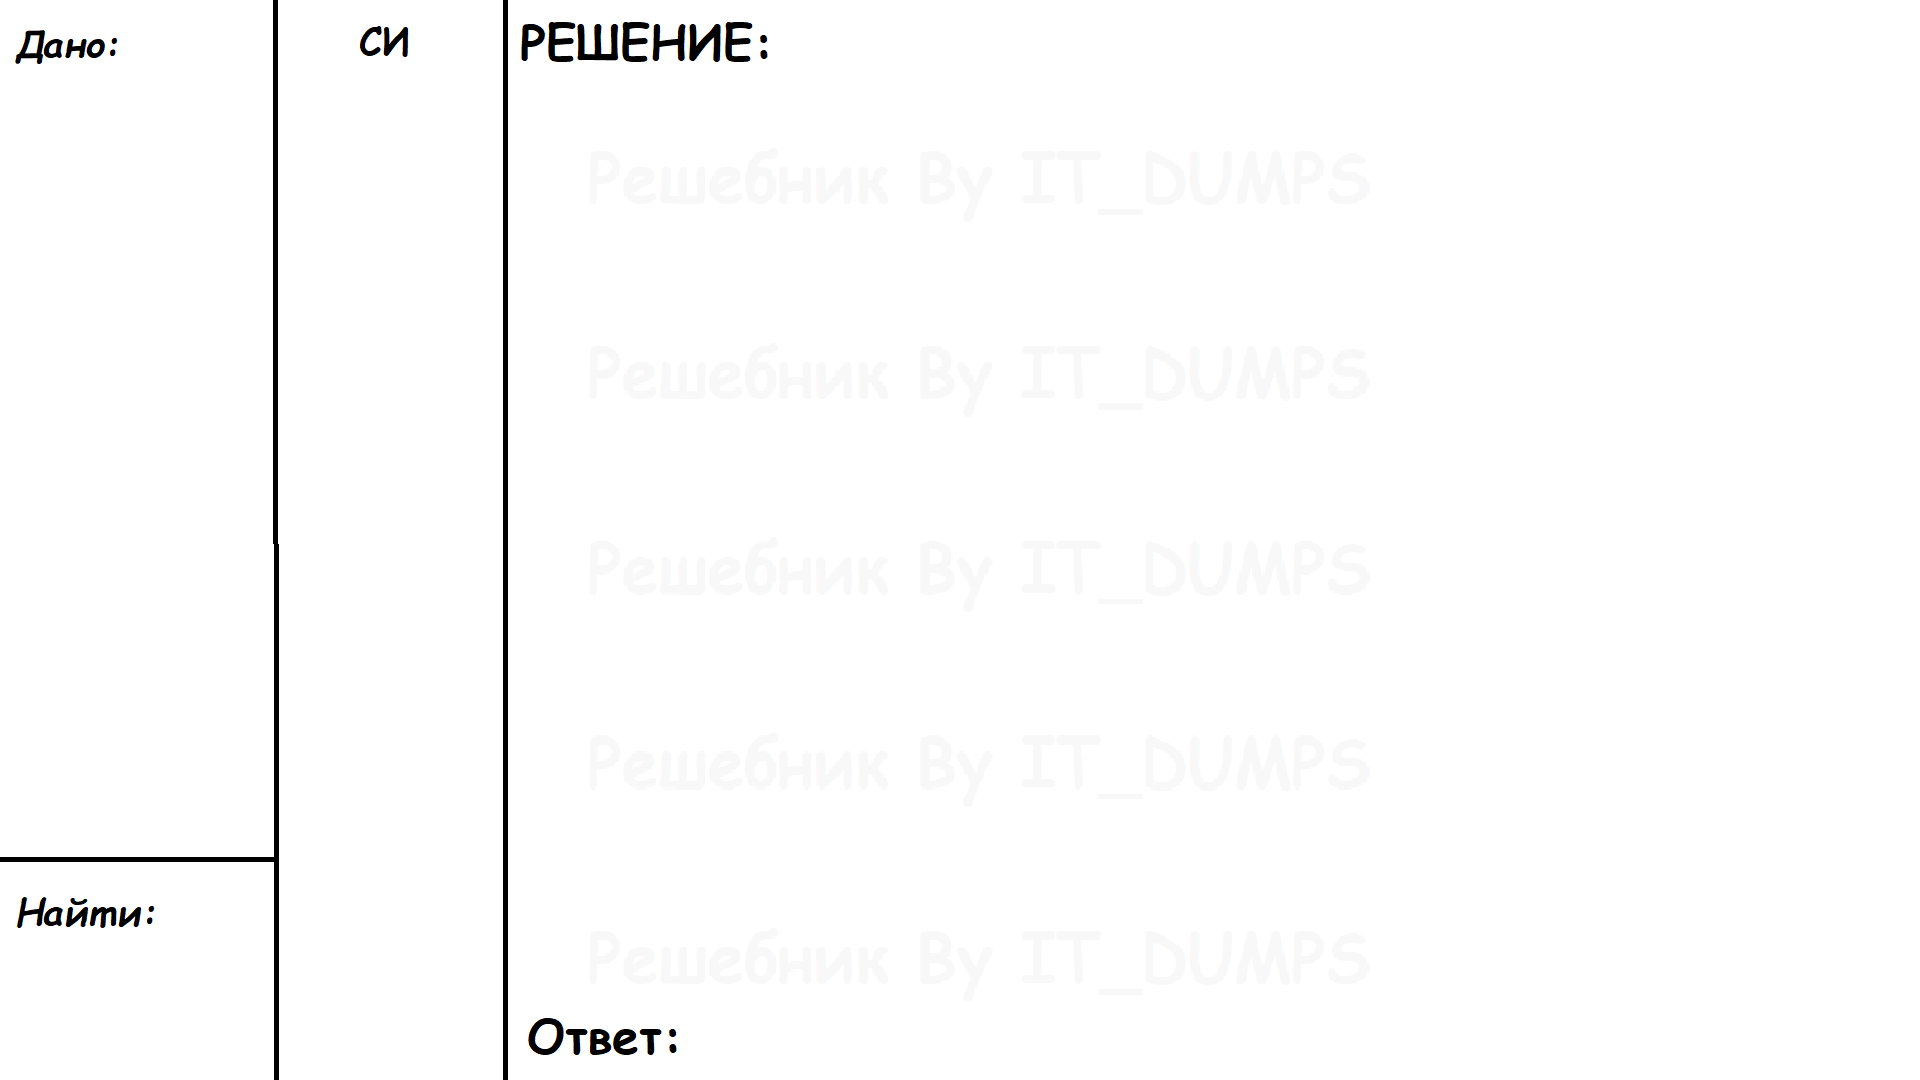 Дано:
СИ
РЕШЕНИЕ:
Решебник By IT_DUMPS
Решебник By IT_DUMPS
Решебник By IT_DUMPS
Решебник By IT_DUMPS
Найти:
Решебник By IT_DUMPS
Ответ: